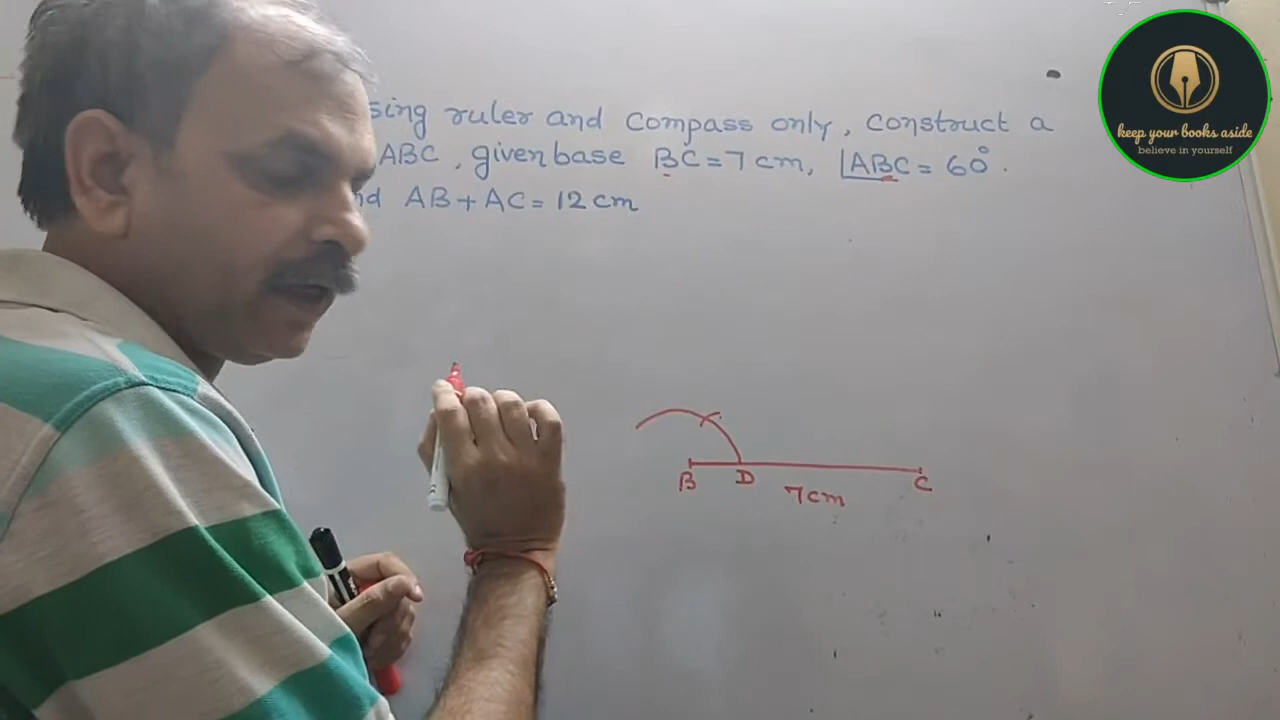 sing ruler and compass only, construct a
ABC, given base BC = 7 cm, ∠ABC = 60°.
nd AB + AC = 12 cm
B D C
7cm
keep your books aside
believe in yourself